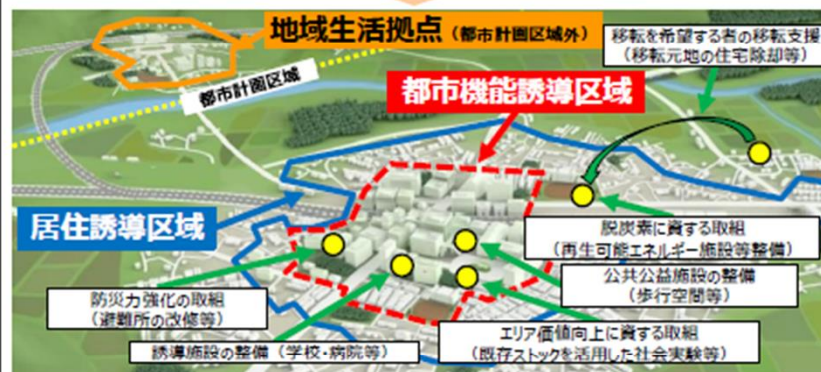 地域生活拠点（都市計画区域外）
移転を希望する者の移転支援
（移転元地の住宅除却等）
都市計画区域
都市機能誘導区域
居住誘導区域
脱炭素に資する取組
（再生可能エネルギー施設等整備）
公共公益施設の整備
（歩行空間等）
防災力強化の取組
（避難所の改修等）
エリア価値向上に資する取組
（既存ストックを活用した社会実験等）
誘導施設の整備（学校・病院等）